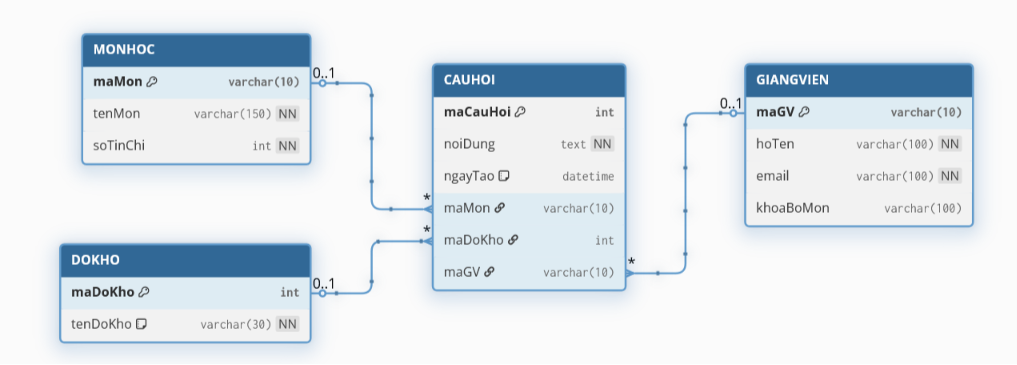 MONHOC
maMon varchar(10)
tenMon varchar(150) NN
soTinChi int NN
0..1
*
DOKHO
maDoKho int
tenDoKho varchar(30) NN
0..1
*
CAUHOI
maCauHoi int
noiDung text NN
ngayTao datetime
maMon varchar(10)
maDoKho int
maGV varchar(10)
*
0..1
GIANGVIEN
maGV varchar(10)
hoTen varchar(100) NN
email varchar(100) NN
khoaBoMon varchar(100)